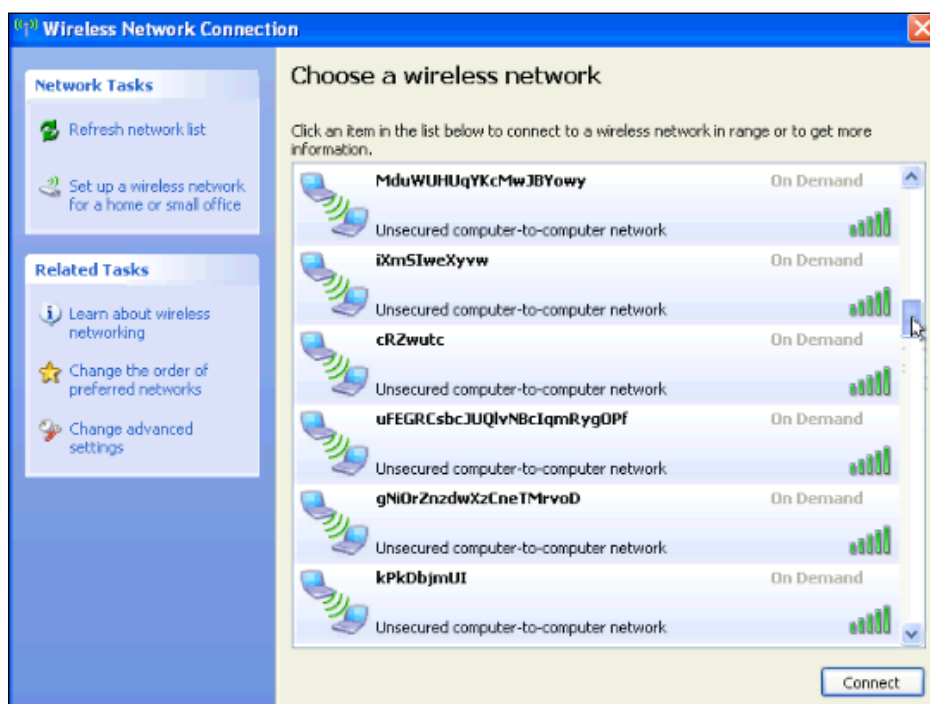 Wireless Network Connection
Network Tasks
Refresh network list
Set up a wireless network
for a home or small office
Related Tasks
Learn about wireless
networking
Change the order of
preferred networks
Change advanced
settings
Choose a wireless network
Click an item in the list below to connect to a wireless network in range or to get more
information.
MduWUHUqYKcMwJBYowy On Demand
Unsecured computer-to-computer network
iXmSIweXyvw On Demand
Unsecured computer-to-computer network
cRZwutc On Demand
Unsecured computer-to-computer network
uFEGRCsbcJUQlvNBcIqmRygOPf On Demand
Unsecured computer-to-computer network
gNiOrZnzdwXzCneTMrvoD On Demand
Unsecured computer-to-computer network
kPkDbjmUI On Demand
Unsecured computer-to-computer network
Connect